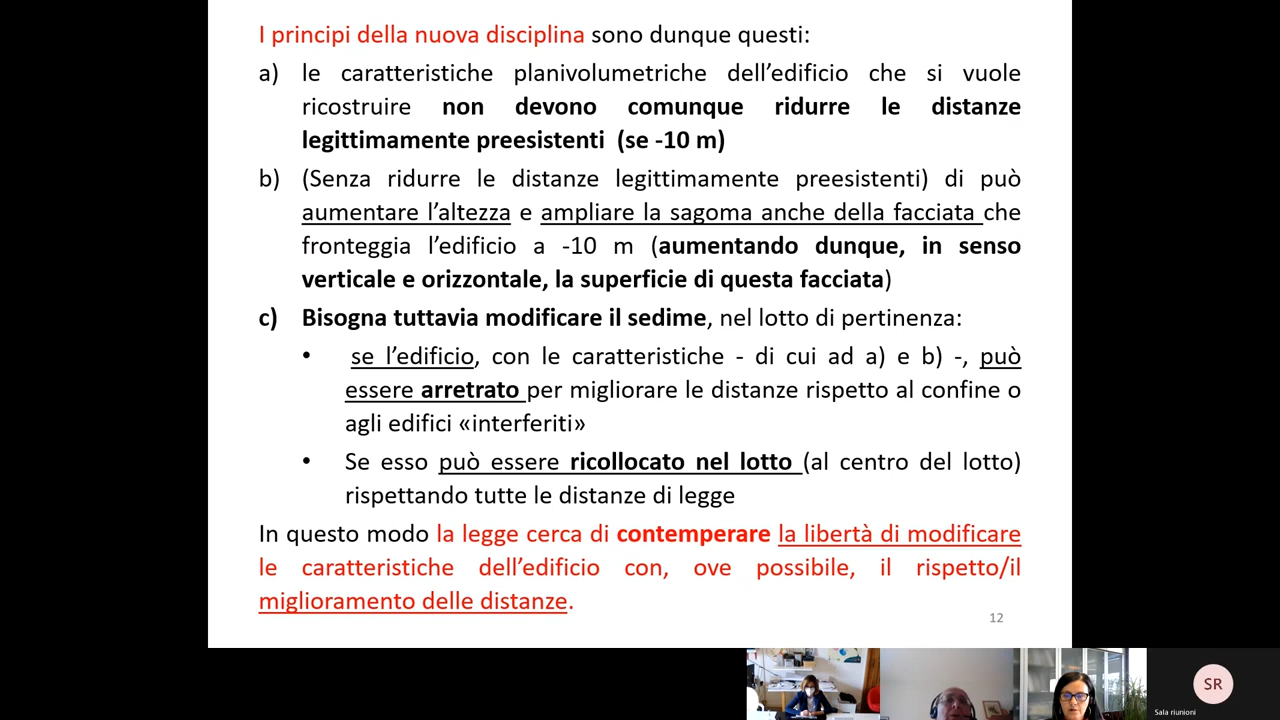 I principi della nuova disciplina sono dunque questi:
a) le caratteristiche planivolumetriche dell'edificio che si vuole
ricostruire non devono comunque ridurre le distanze
legittimamente preesistenti (se -10 m)
b) (Senza ridurre le distanze legittimamente preesistenti) di può
aumentare l'altezza e ampliare la sagoma anche della facciata che
fronteggia l'edificio a -10 m (aumentando dunque, in senso
verticale e orizzontale, la superficie di questa facciata)
c) Bisogna tuttavia modificare il sedime, nel lotto di pertinenza:
• se l'edificio, con le caratteristiche - di cui ad a) e b) -, può
essere arretrato per migliorare le distanze rispetto al confine o
agli edifici «interferiti»
• Se esso può essere ricollocato nel lotto (al centro del lotto)
rispettando tutte le distanze di legge
In questo modo la legge cerca di contemperare la libertà di modificare
le caratteristiche dell'edificio con, ove possibile, il rispetto/il
miglioramento delle distanze.
12
SR
Sala riunioni